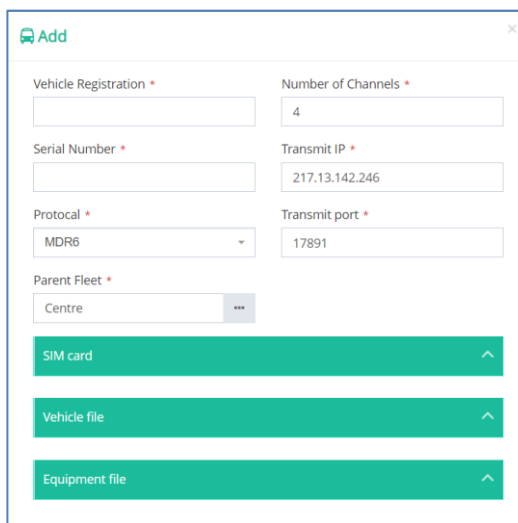 Add
×
Vehicle Registration * Number of Channels *
4
Serial Number * Transmit IP *
217.13.142.246
Protocal * Transmit port *
MDR6 17891
Parent Fleet *
Centre ...
SIM card
Vehicle file
Equipment file